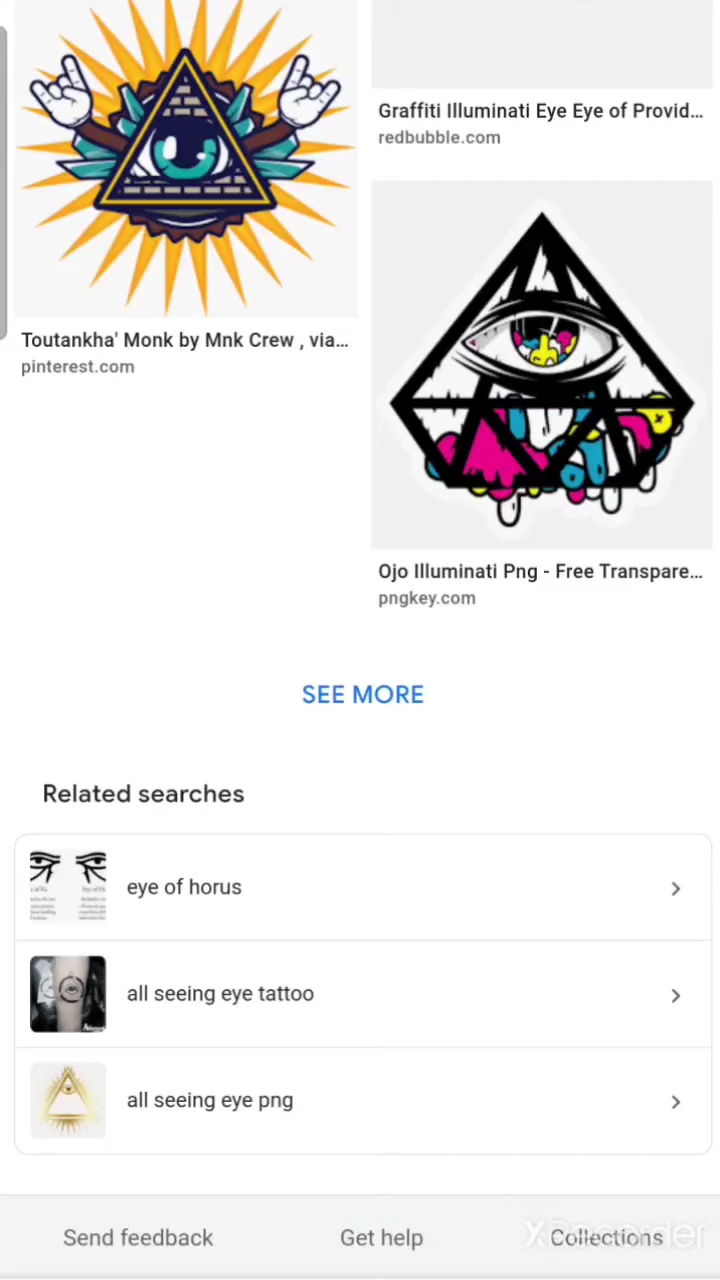 Graffiti Illuminati Eye Eye of Provid...
redbubble.com
Toutankha' Monk by Mnk Crew , via...
pinterest.com
Ojo Illuminati Png - Free Transpare...
pngkey.com
SEE MORE
Related searches
eye of horus
all seeing eye tattoo
all seeing eye png
Send feedback
Get help
Collections
XRecorder